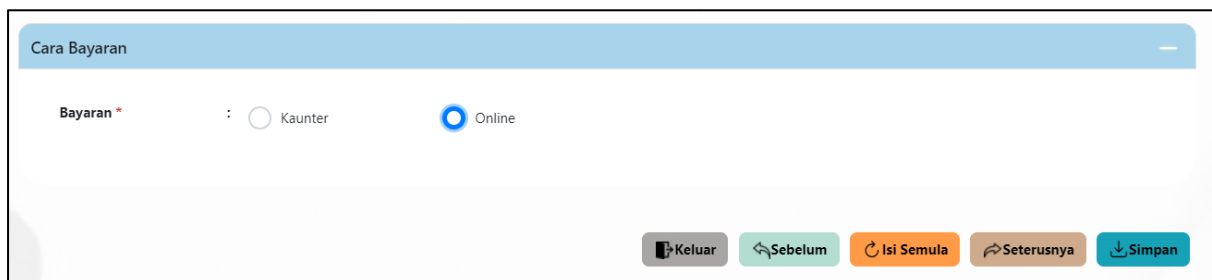 Cara Bayaran
Bayaran * : Kaunter Online
Keluar Sebelum Isi Semula Seterusnya Simpan